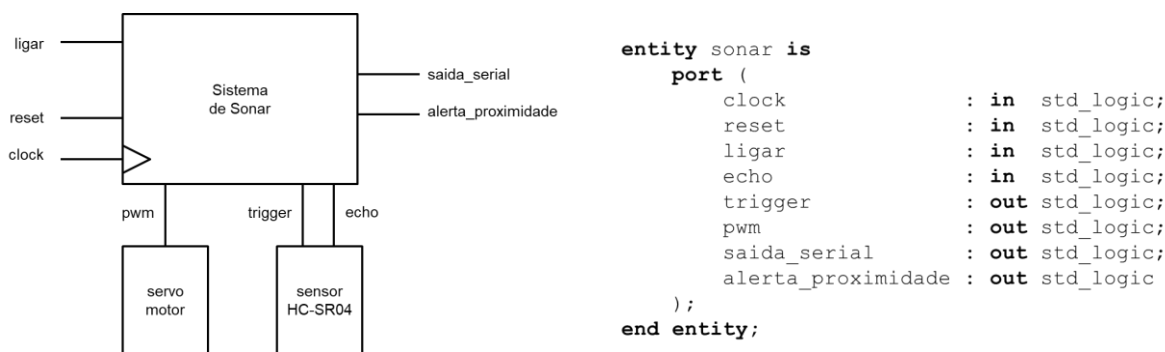 ligar
Sistema
de Sonar
saida_serial
alerta_proximidade
reset
clock
pwm
trigger
echo
servo
motor
sensor
HC-SR04
entity sonar is
port (
clock : in std_logic;
reset : in std_logic;
ligar : in std_logic;
echo : in std_logic;
trigger : out std_logic;
pwm : out std_logic;
saida_serial : out std_logic;
alerta_proximidade : out std_logic
);
end entity;